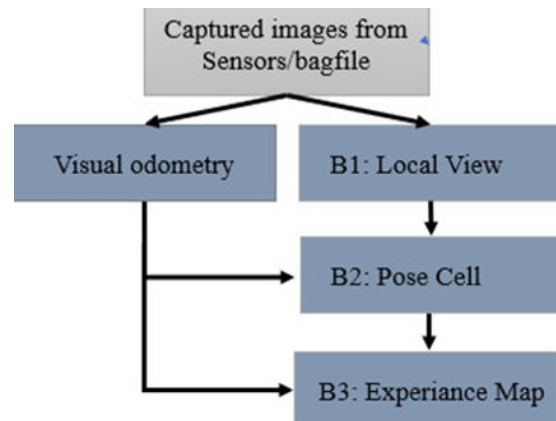 Captured images from
Sensors/bagfile
Visual odometry
B1: Local View
B2: Pose Cell
B3: Experiance Map